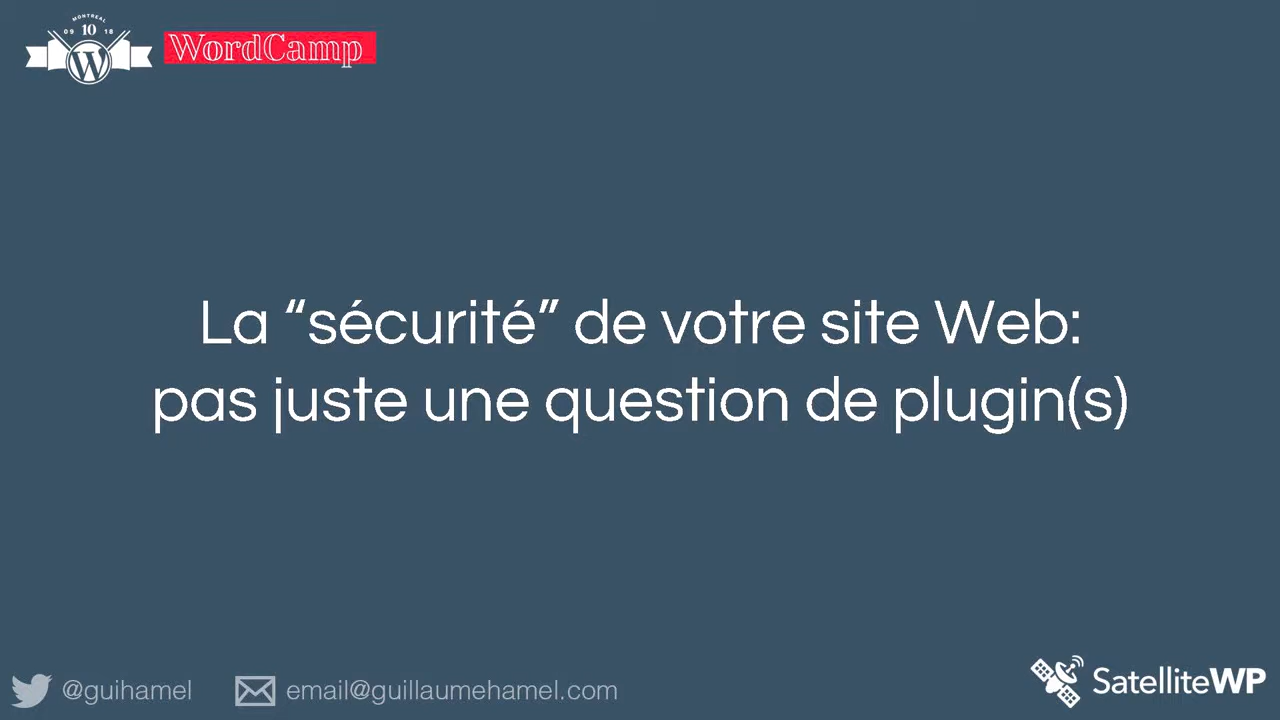 MONTREAL
09 10 18
W
WordCamp
La “sécurité” de votre site Web:
pas juste une question de plugin(s)
@guihamel
email@guillaumehamel.com
SatelliteWP